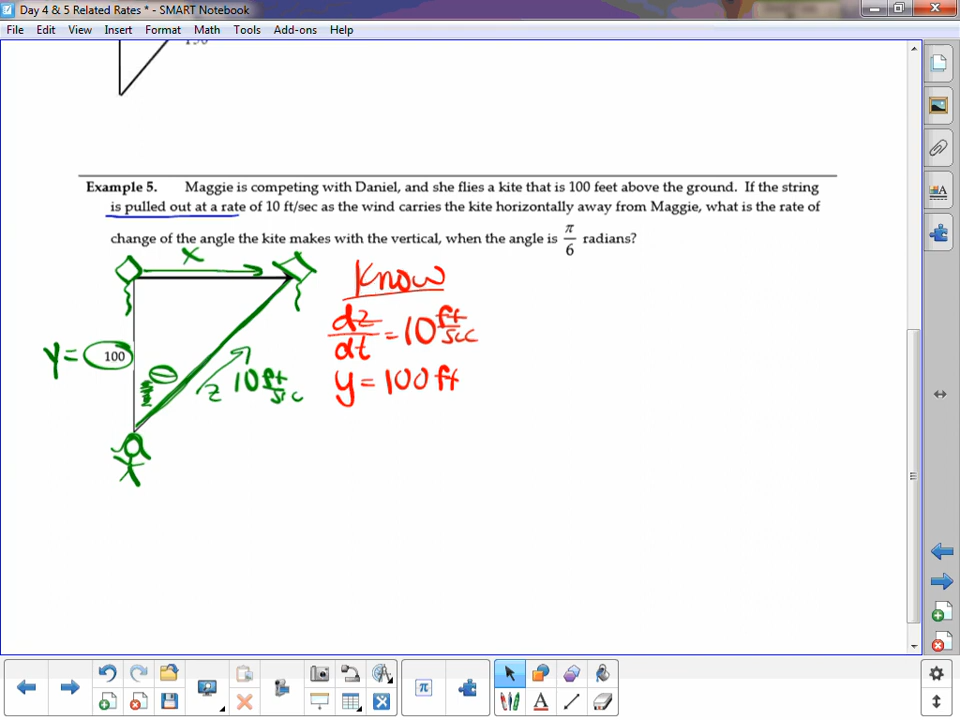 Day 4 & 5 Related Rates * - SMART Notebook
File Edit View Insert Format Math Tools Add-ons Help
Example 5. Maggie is competing with Daniel, and she flies a kite that is 100 feet above the ground. If the string
is pulled out at a rate of 10 ft/sec as the wind carries the kite horizontally away from Maggie, what is the rate of
change of the angle the kite makes with the vertical, when the angle is π/6 radians?
x
Know
dz/dt = 10 ft/sec
y = 100
θ
z 10 ft/sec
y = 100 ft
π
A